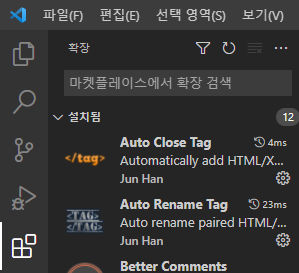 파일(F) 편집(E) 선택 영역(S) 보기(V)
확장
마켓플레이스에서 확장 검색
설치됨 12
Auto Close Tag 4ms
</tag> Automatically add HTML/X...
Jun Han
Auto Rename Tag 23ms
<TAG>
</TAG>
Auto rename paired HTML/...
Jun Han
Better Comments